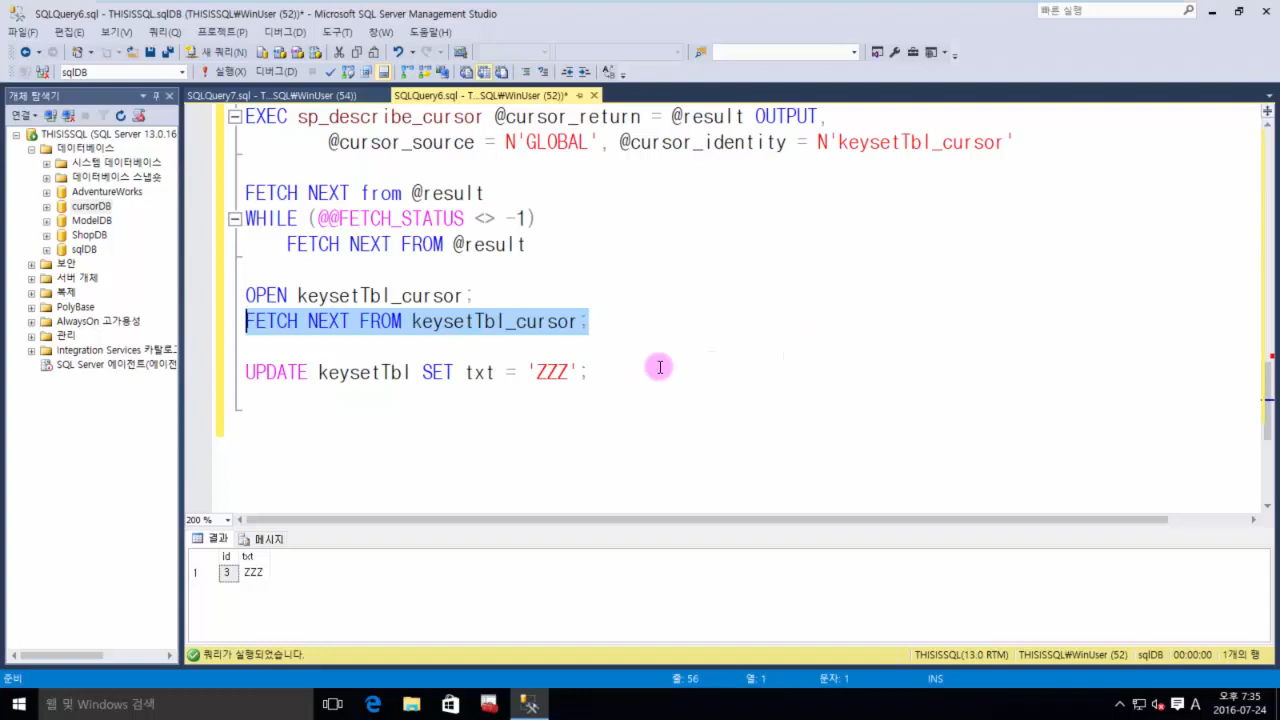 SQLQuery6.sql - THISISSQL.sqlDB (THISISSQL₩WinUser (52))* - Microsoft SQL Server Management Studio
빠른 실행
파일(F) 편집(E) 보기(V) 쿼리(Q) 프로젝트(P) 디버그(D) 도구(T) 창(W) 도움말(H)
새 쿼리(N)
sqlDB
실행(X) 디버그(D)
개체 탐색기
SQLQuery7.sql - T...SQL₩WinUser (54))
SQLQuery6.sql - T...SQL₩WinUser (52))*
연결
THISISSQL (SQL Server 13.0.16
데이터베이스
시스템 데이터베이스
데이터베이스 스냅숏
AdventureWorks
cursorDB
ModelDB
ShopDB
sqlDB
보안
서버 개체
복제
PolyBase
AlwaysOn 고가용성
관리
Integration Services 카탈로
SQL Server 에이전트(에이전
EXEC sp_describe_cursor @cursor_return = @result OUTPUT,
@cursor_source = N'GLOBAL', @cursor_identity = N'keysetTbl_cursor'
FETCH NEXT from @result
WHILE (@@FETCH_STATUS <> -1)
FETCH NEXT FROM @result
OPEN keysetTbl_cursor;
FETCH NEXT FROM keysetTbl_cursor;
UPDATE keysetTbl SET txt = 'ZZZ';
200 %
결과 메시지
id txt
1 3 ZZZ
쿼리가 실행되었습니다.
THISISSQL(13.0 RTM) THISISSQL₩WinUser (52) sqlDB 00:00:00 1개의 행
준비
줄: 56 열: 1 문자: 1 INS
웹 및 Windows 검색
A
오후 7:35
2016-07-24